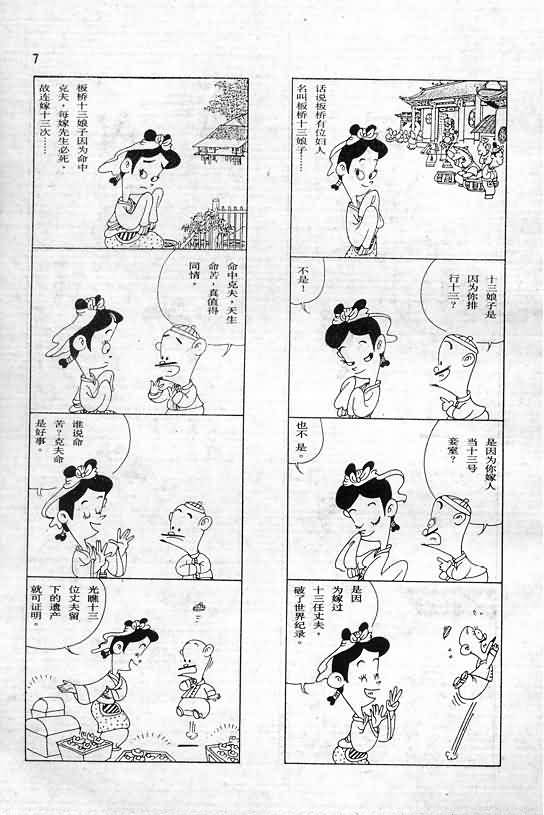 7
话说板桥有位妇人
名叫板桥十三娘子……
十三娘子是
因为你排
行十三？
不是！
是因为你嫁人
当十三号
妾室？
也不是。
是因
为嫁过
十三任丈夫，
破了世界纪录。
板桥十三娘子因为命中
克夫，每嫁先生必死，
故连嫁十三次……
命中克夫，天生
命苦，真值得
同情。
谁说命
苦？克夫命
是好事。
光瞧十三
位丈夫留
下的遗产
就可证明。